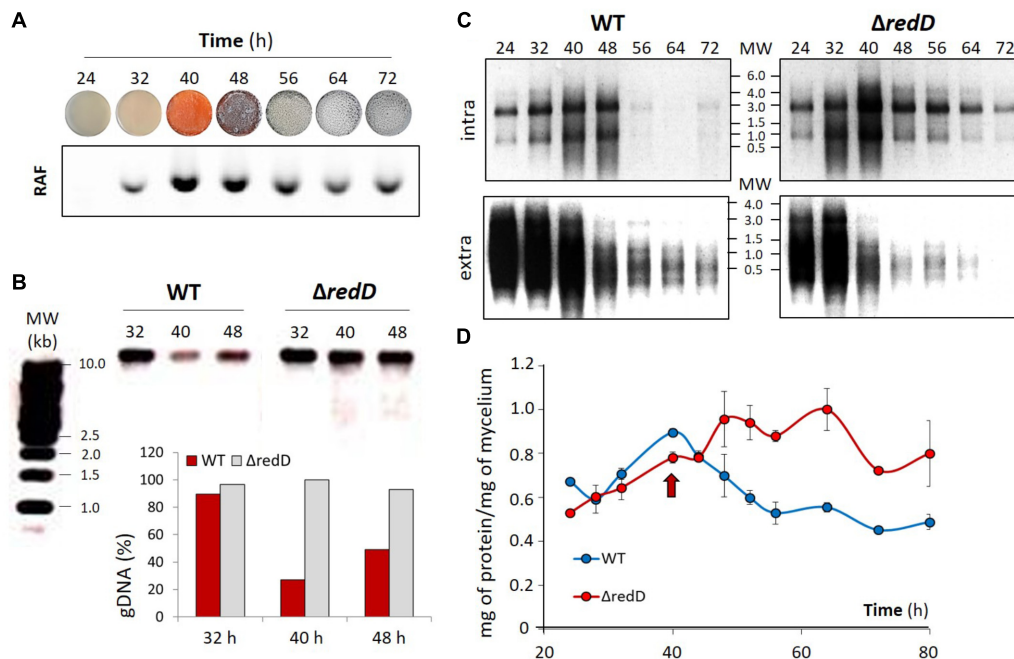 A
Time (h)
24 32 40 48 56 64 72
RAF
B
WT ΔredD
MW (kb)
32 40 48 32 40 48
10.0
2.5
2.0
1.5
1.0
gDNA (%)
120
100
80
60
40
20
0
WT ΔredD
32 h 40 h 48 h
C
WT ΔredD
24 32 40 48 56 64 72 MW 24 32 40 48 56 64 72
intra
6.0
4.0
3.0
1.5
1.0
0.5
MW
extra
4.0
3.0
1.5
1.0
0.5
D
mg of protein/mg of mycelium
1.2
1.0
0.8
0.6
0.4
0.2
0
WT
ΔredD
Time (h)
20 40 60 80